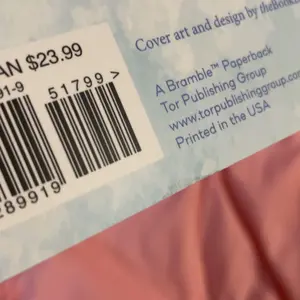 Cover art and design by
AN $23.99
91-9
51799>
A Bramble™ Paperback
Tor Publishing Group
www.torpublishinggroup.com
Printed in the USA
289919